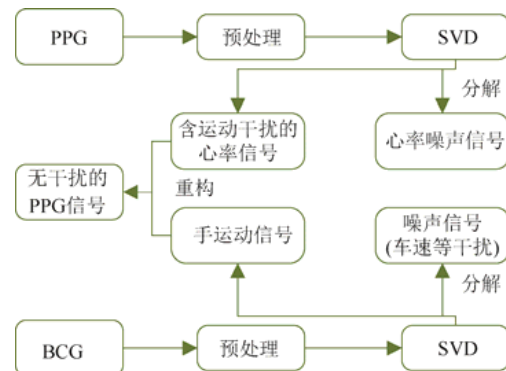 PPG
预处理
SVD
分解
含运动干扰的
心率信号
心率噪声信号
无干扰的
PPG信号
重构
手运动信号
噪声信号
(车速等干扰)
分解
BCG
预处理
SVD